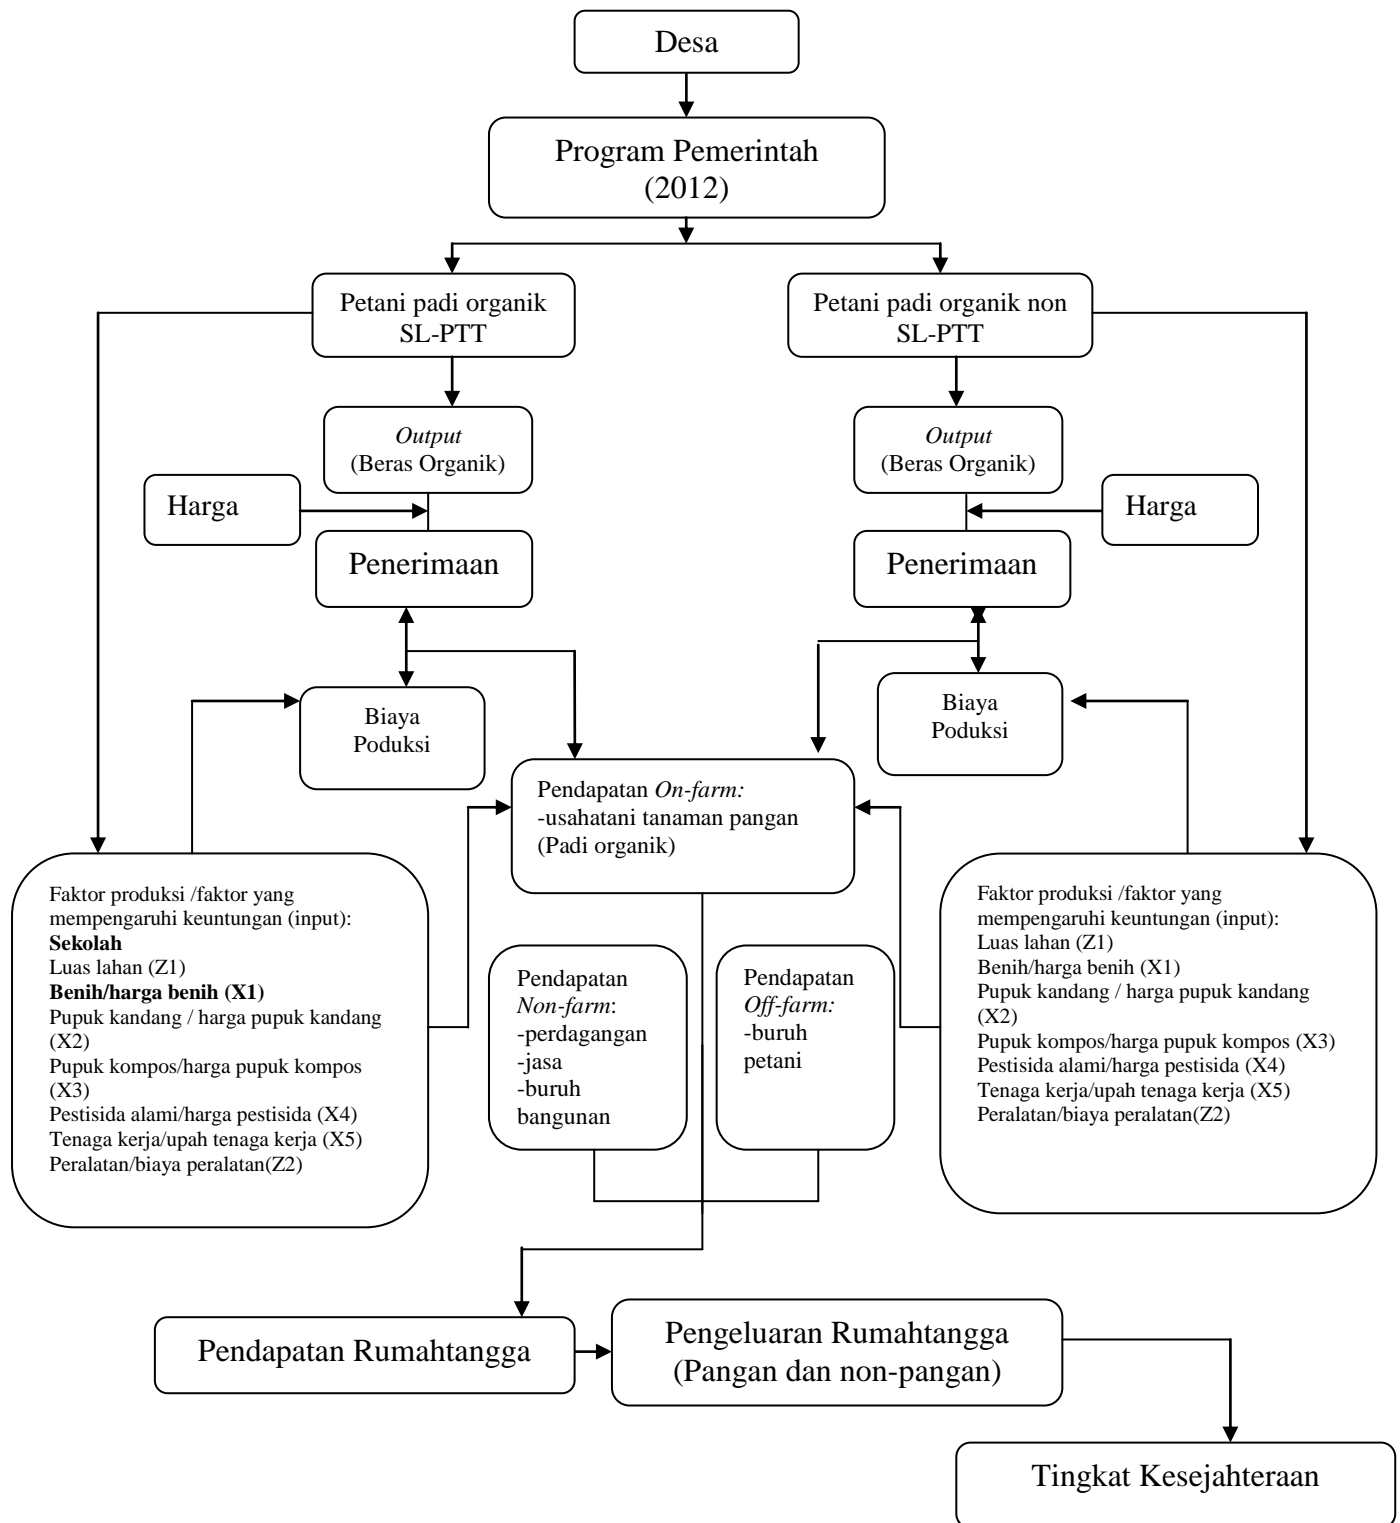 Desa
Program Pemerintah
(2012)
Petani padi organik
SL-PTT
Petani padi organik non
SL-PTT
Output
(Beras Organik)
Output
(Beras Organik)
Harga
Harga
Penerimaan
Penerimaan
Biaya
Poduksi
Biaya
Poduksi
Pendapatan On-farm:
-usahatani tanaman pangan
(Padi organik)
Faktor produksi /faktor yang
mempengaruhi keuntungan (input):
Sekolah
Luas lahan (Z1)
Benih/harga benih (X1)
Pupuk kandang / harga pupuk kandang
(X2)
Pupuk kompos/harga pupuk kompos
(X3)
Pestisida alami/harga pestisida (X4)
Tenaga kerja/upah tenaga kerja (X5)
Peralatan/biaya peralatan(Z2)
Pendapatan
Non-farm:
-perdagangan
-jasa
-buruh
bangunan
Pendapatan
Off-farm:
-buruh
petani
Faktor produksi /faktor yang
mempengaruhi keuntungan (input):
Luas lahan (Z1)
Benih/harga benih (X1)
Pupuk kandang / harga pupuk kandang
(X2)
Pupuk kompos/harga pupuk kompos (X3)
Pestisida alami/harga pestisida (X4)
Tenaga kerja/upah tenaga kerja (X5)
Peralatan/biaya peralatan(Z2)
Pendapatan Rumahtangga
Pengeluaran Rumahtangga
(Pangan dan non-pangan)
Tingkat Kesejahteraan